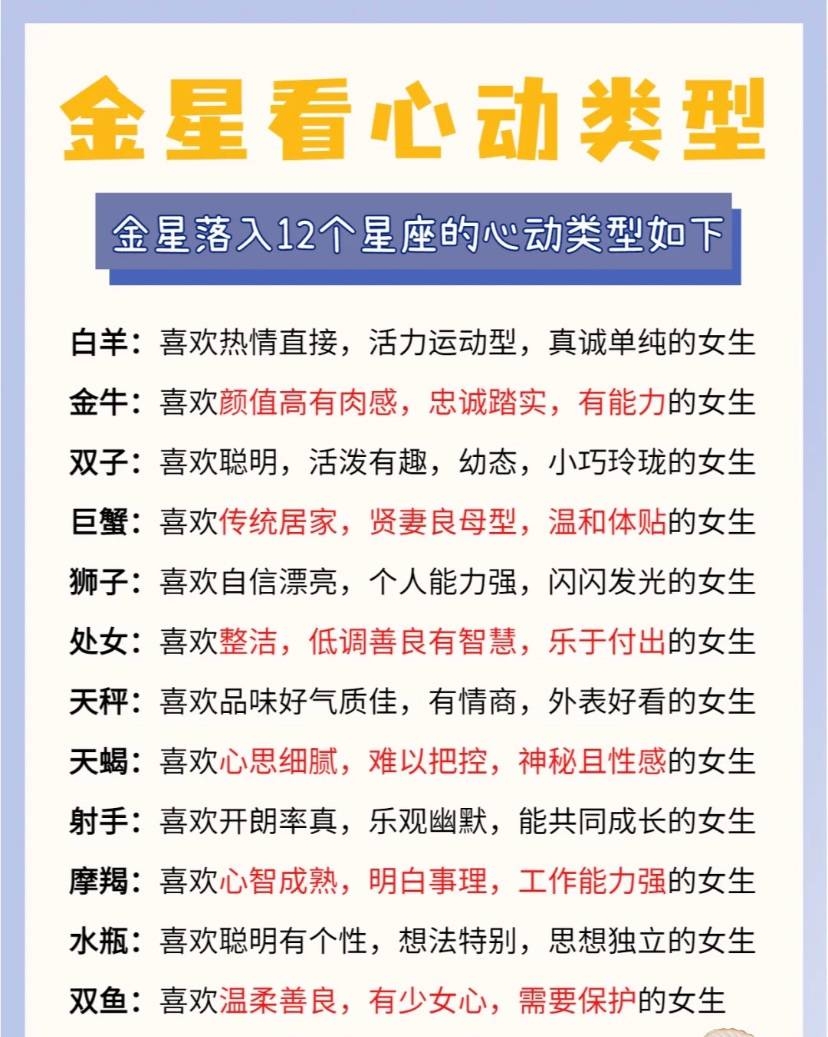 金星看心动类型
金星落入12个星座的心动类型如下
白羊：喜欢热情直接，活力运动型，真诚单纯的女生
金牛：喜欢颜值高有肉感，忠诚踏实，有能力的女生
双子：喜欢聪明，活泼有趣，幼态，小巧玲珑的女生
巨蟹：喜欢传统居家，贤妻良母型，温和体贴的女生
狮子：喜欢自信漂亮，个人能力强，闪闪发光的女生
处女：喜欢整洁，低调善良有智慧，乐于付出的女生
天秤：喜欢品味好气质佳，有情商，外表好看的女生
天蝎：喜欢心思细腻，难以把控，神秘且性感的女生
射手：喜欢开朗率真，乐观幽默，能共同成长的女生
摩羯：喜欢心智成熟，明白事理，工作能力强的女生
水瓶：喜欢聪明有个性，想法特别，思想独立的女生
双鱼：喜欢温柔善良，有少女心，需要保护的女生